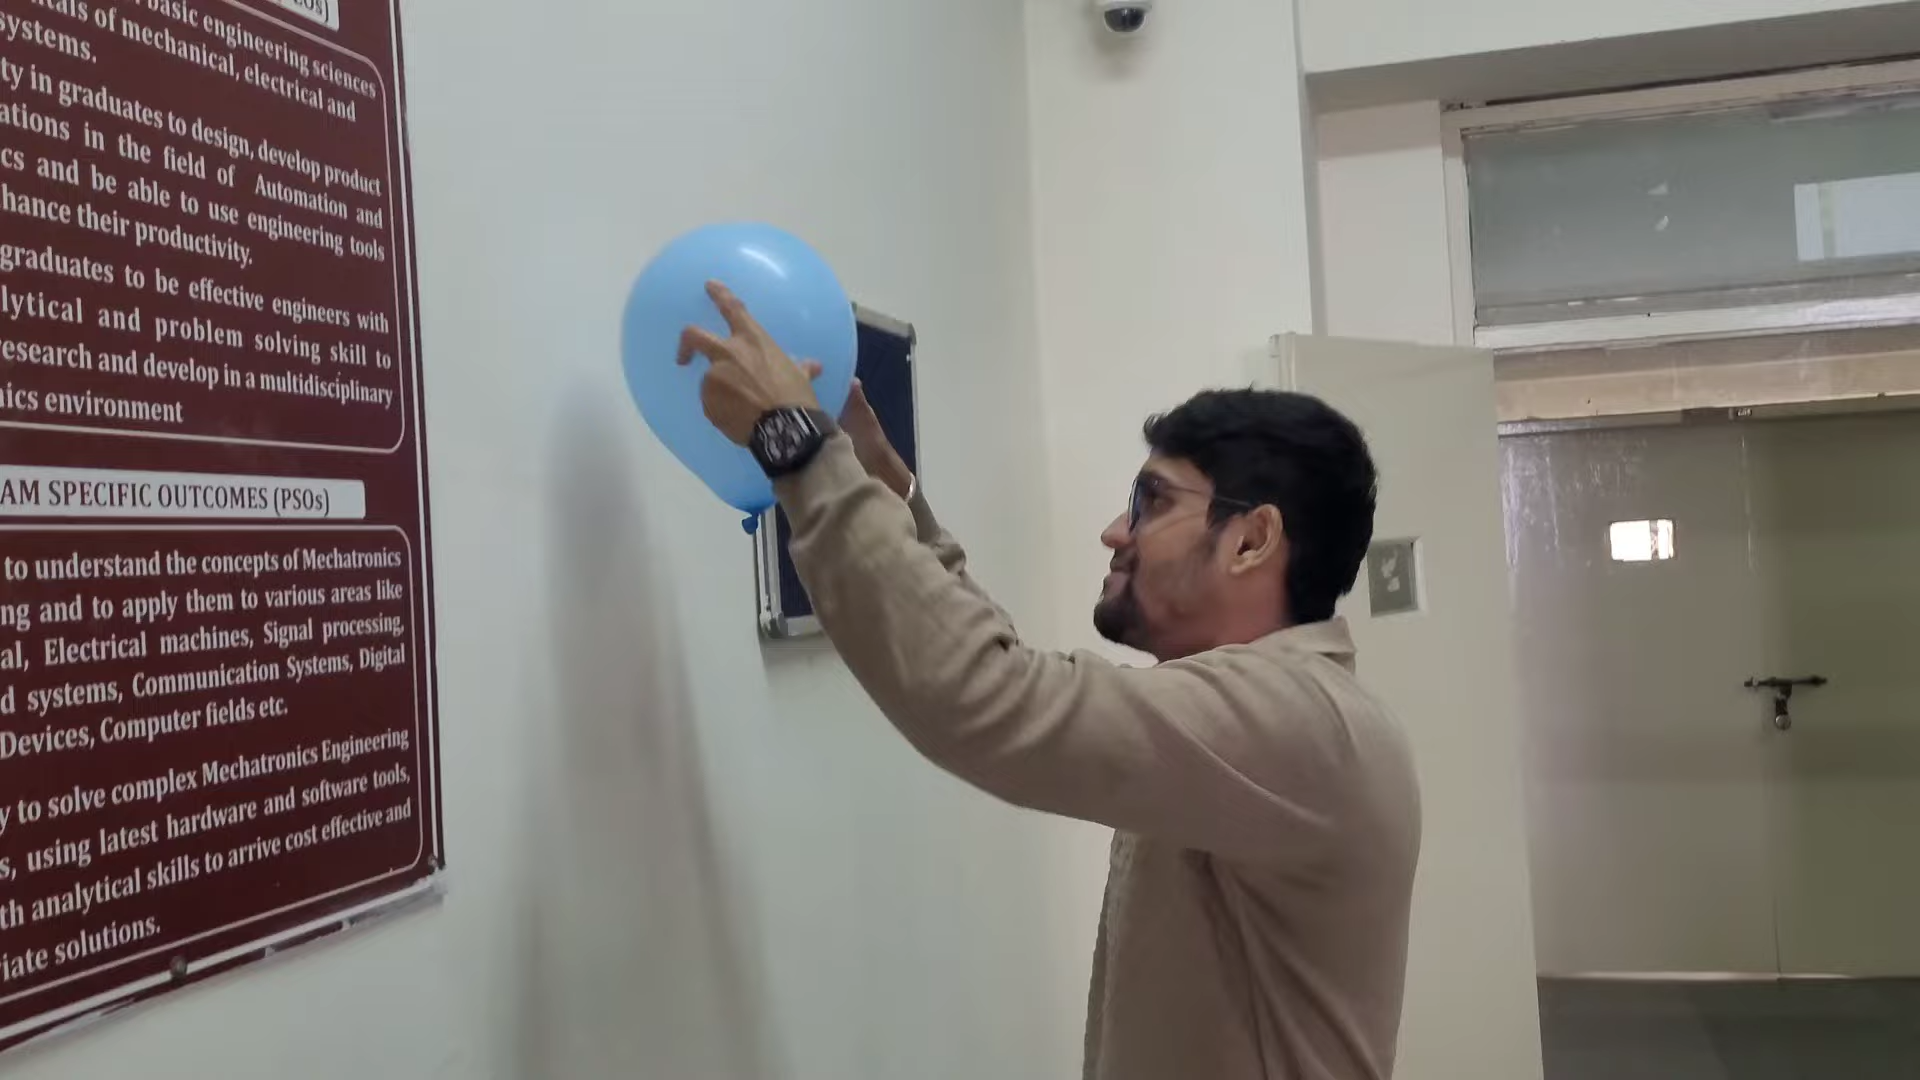 basic engineering sciences
of mechanical, electrical and
systems.
ty in graduates to design, develop product
ations in the field of Automation and
cs and be able to use engineering tools
hance their productivity.
graduates to be effective engineers with
lytical and problem solving skill to
research and develop in a multidisciplinary
nics environment
AM SPECIFIC OUTCOMES (PSOs)
to understand the concepts of Mechatronics
ng and to apply them to various areas like
al, Electrical machines, Signal processing,
d systems, Communication Systems, Digital
Devices, Computer fields etc.
y to solve complex Mechatronics Engineering
s, using latest hardware and software tools,
th analytical skills to arrive cost effective and
riate solutions.